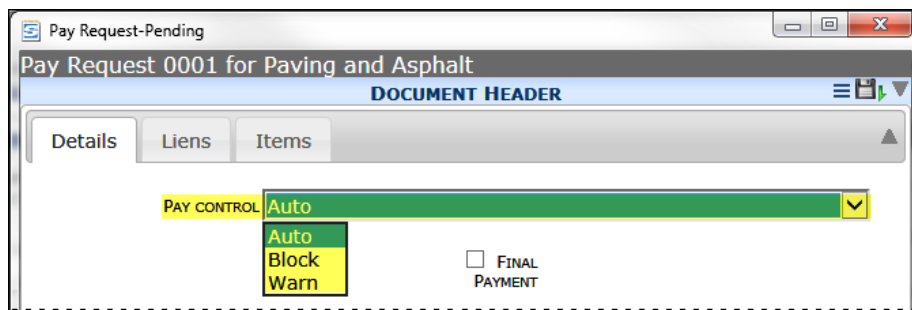 Pay Request-Pending
Pay Request 0001 for Paving and Asphalt
DOCUMENT HEADER
Details Liens Items
PAY CONTROL Auto
Auto
Block
Warn
FINAL
PAYMENT